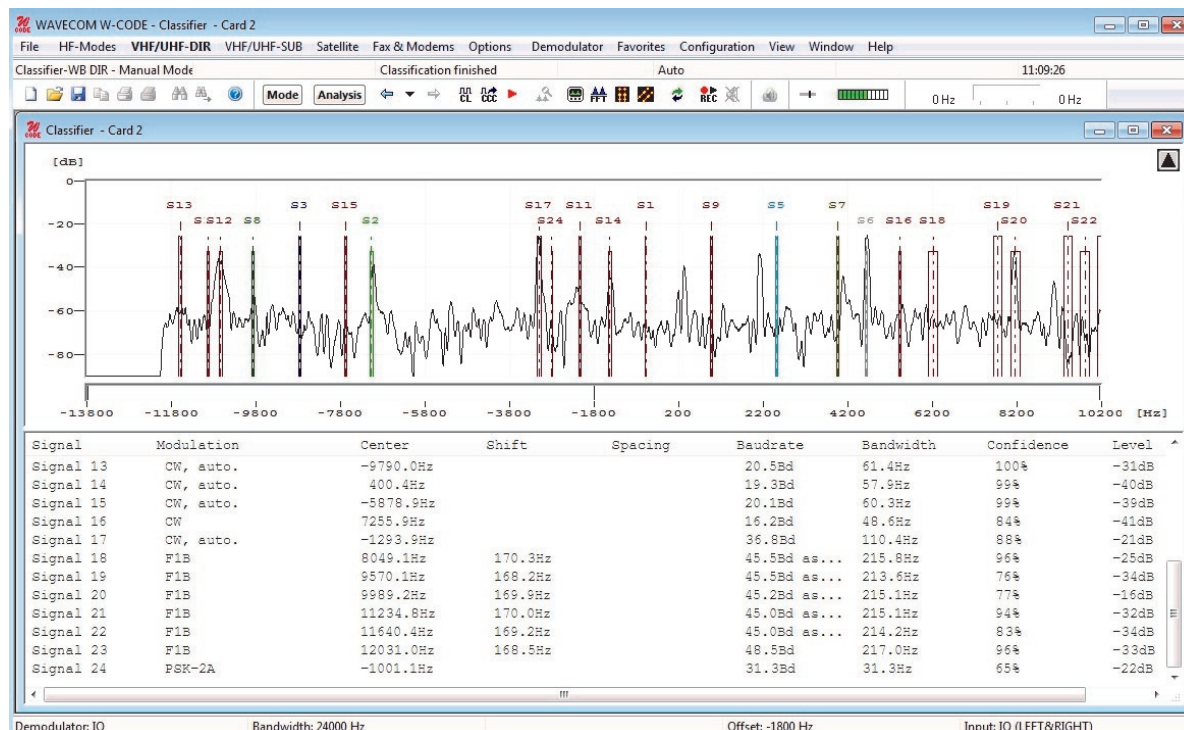 WAVECOM W-CODE - Classifier - Card 2
File HF-Modes VHF/UHF-DIR VHF/UHF-SUB Satellite Fax & Modems Options Demodulator Favorites Configuration View Window Help
Classifier-WB DIR - Manual Mode Classification finished Auto 11:09:26
Mode Analysis CL CCC FFT REC 0 Hz 0 Hz
Classifier - Card 2
[dB]
0
S13 S3 S15 S17 S11 S1 S9 S5 S7 S19 S21
-20
S S12 S8 S2 S24 S14 S6 S16 S18 S20 S22
-40
-60
-80
-13800 -11800 -9800 -7800 -5800 -3800 -1800 200 2200 4200 6200 8200 10200 [Hz]
Signal Modulation Center Shift Spacing Baudrate Bandwidth Confidence Level
Signal 13 CW, auto. -9790.0Hz 20.5Bd 61.4Hz 100% -31dB
Signal 14 CW, auto. 400.4Hz 19.3Bd 57.9Hz 99% -40dB
Signal 15 CW, auto. -5878.9Hz 20.1Bd 60.3Hz 99% -39dB
Signal 16 CW 7255.9Hz 16.2Bd 48.6Hz 84% -41dB
Signal 17 CW, auto. -1293.9Hz 36.8Bd 110.4Hz 88% -21dB
Signal 18 F1B 8049.1Hz 170.3Hz 45.5Bd as... 215.8Hz 96% -25dB
Signal 19 F1B 9570.1Hz 168.2Hz 45.5Bd as... 213.6Hz 76% -34dB
Signal 20 F1B 9989.2Hz 169.9Hz 45.2Bd as... 215.1Hz 77% -16dB
Signal 21 F1B 11234.8Hz 170.0Hz 45.0Bd as... 215.1Hz 94% -32dB
Signal 22 F1B 11640.4Hz 169.2Hz 45.0Bd as... 214.2Hz 83% -34dB
Signal 23 F1B 12031.0Hz 168.5Hz 48.5Bd 217.0Hz 96% -33dB
Signal 24 PSK-2A -1001.1Hz 31.3Bd 31.3Hz 65% -22dB
Demodulator: IQ Bandwidth: 24000 Hz Offset: -1800 Hz Input: IQ (LEFT&RIGHT)